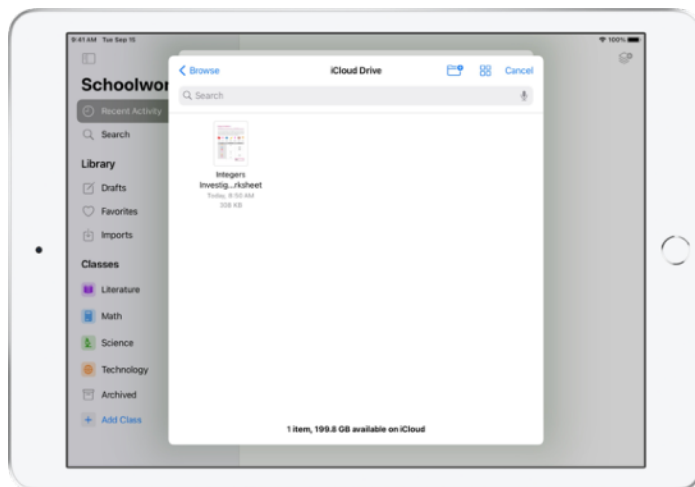 9:41 AM Tue Sep 15
100%
Schoolwor
Recent Activity
Search
Library
Drafts
Favorites
Imports
Classes
Literature
Math
Science
Technology
Archived
Add Class
Browse
iCloud Drive
Cancel
Search
Integers
Investig...rksheet
Today, 8:50 AM
308 KB
1 item, 199.8 GB available on iCloud